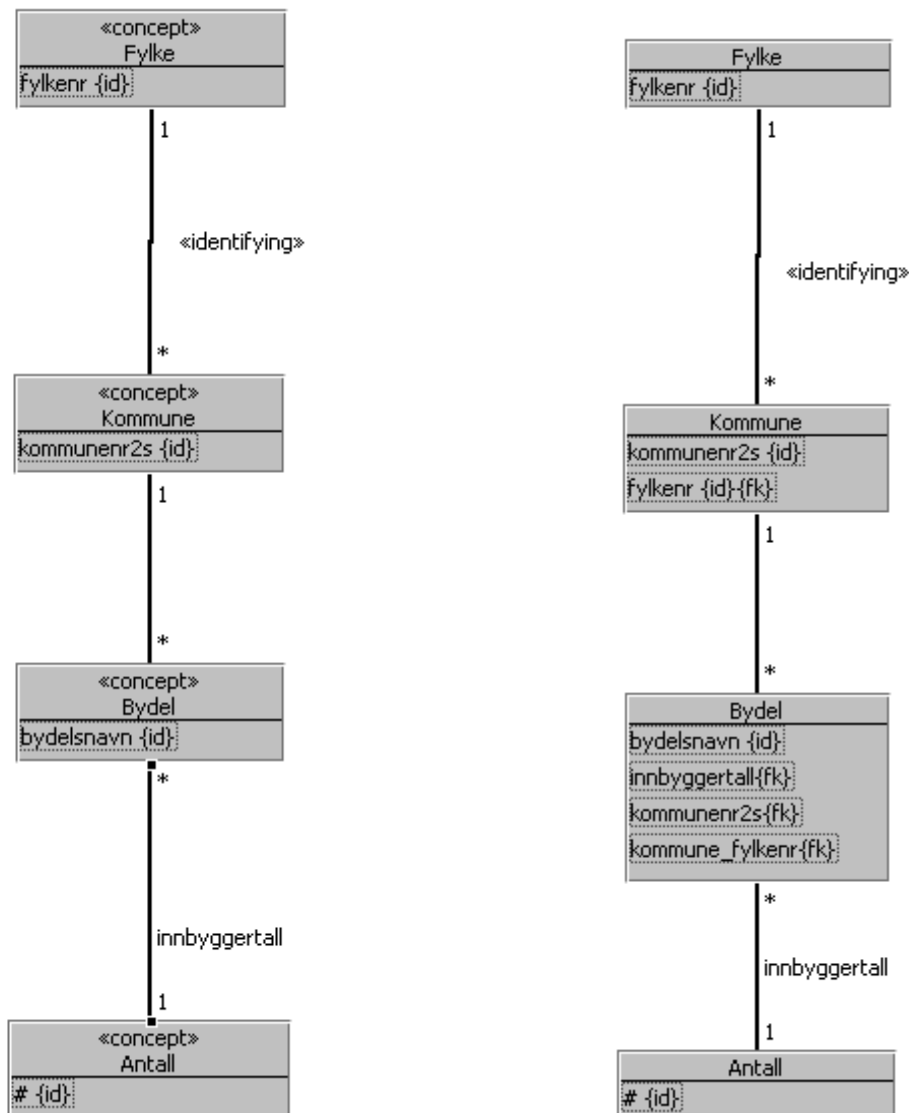 «concept»
Fylke
fylkenr {id}
1
«identifying»
*
«concept»
Kommune
kommunenr2s {id}
1
*
«concept»
Bydel
bydelsnavn {id}
*
innbyggertall
1
«concept»
Antall
# {id}
Fylke
fylkenr {id}
1
«identifying»
*
Kommune
kommunenr2s {id}
fylkenr {id}{fk}
1
*
Bydel
bydelsnavn {id}
innbyggertall{fk}
kommunenr2s{fk}
kommune_fylkenr{fk}
*
innbyggertall
1
Antall
# {id}